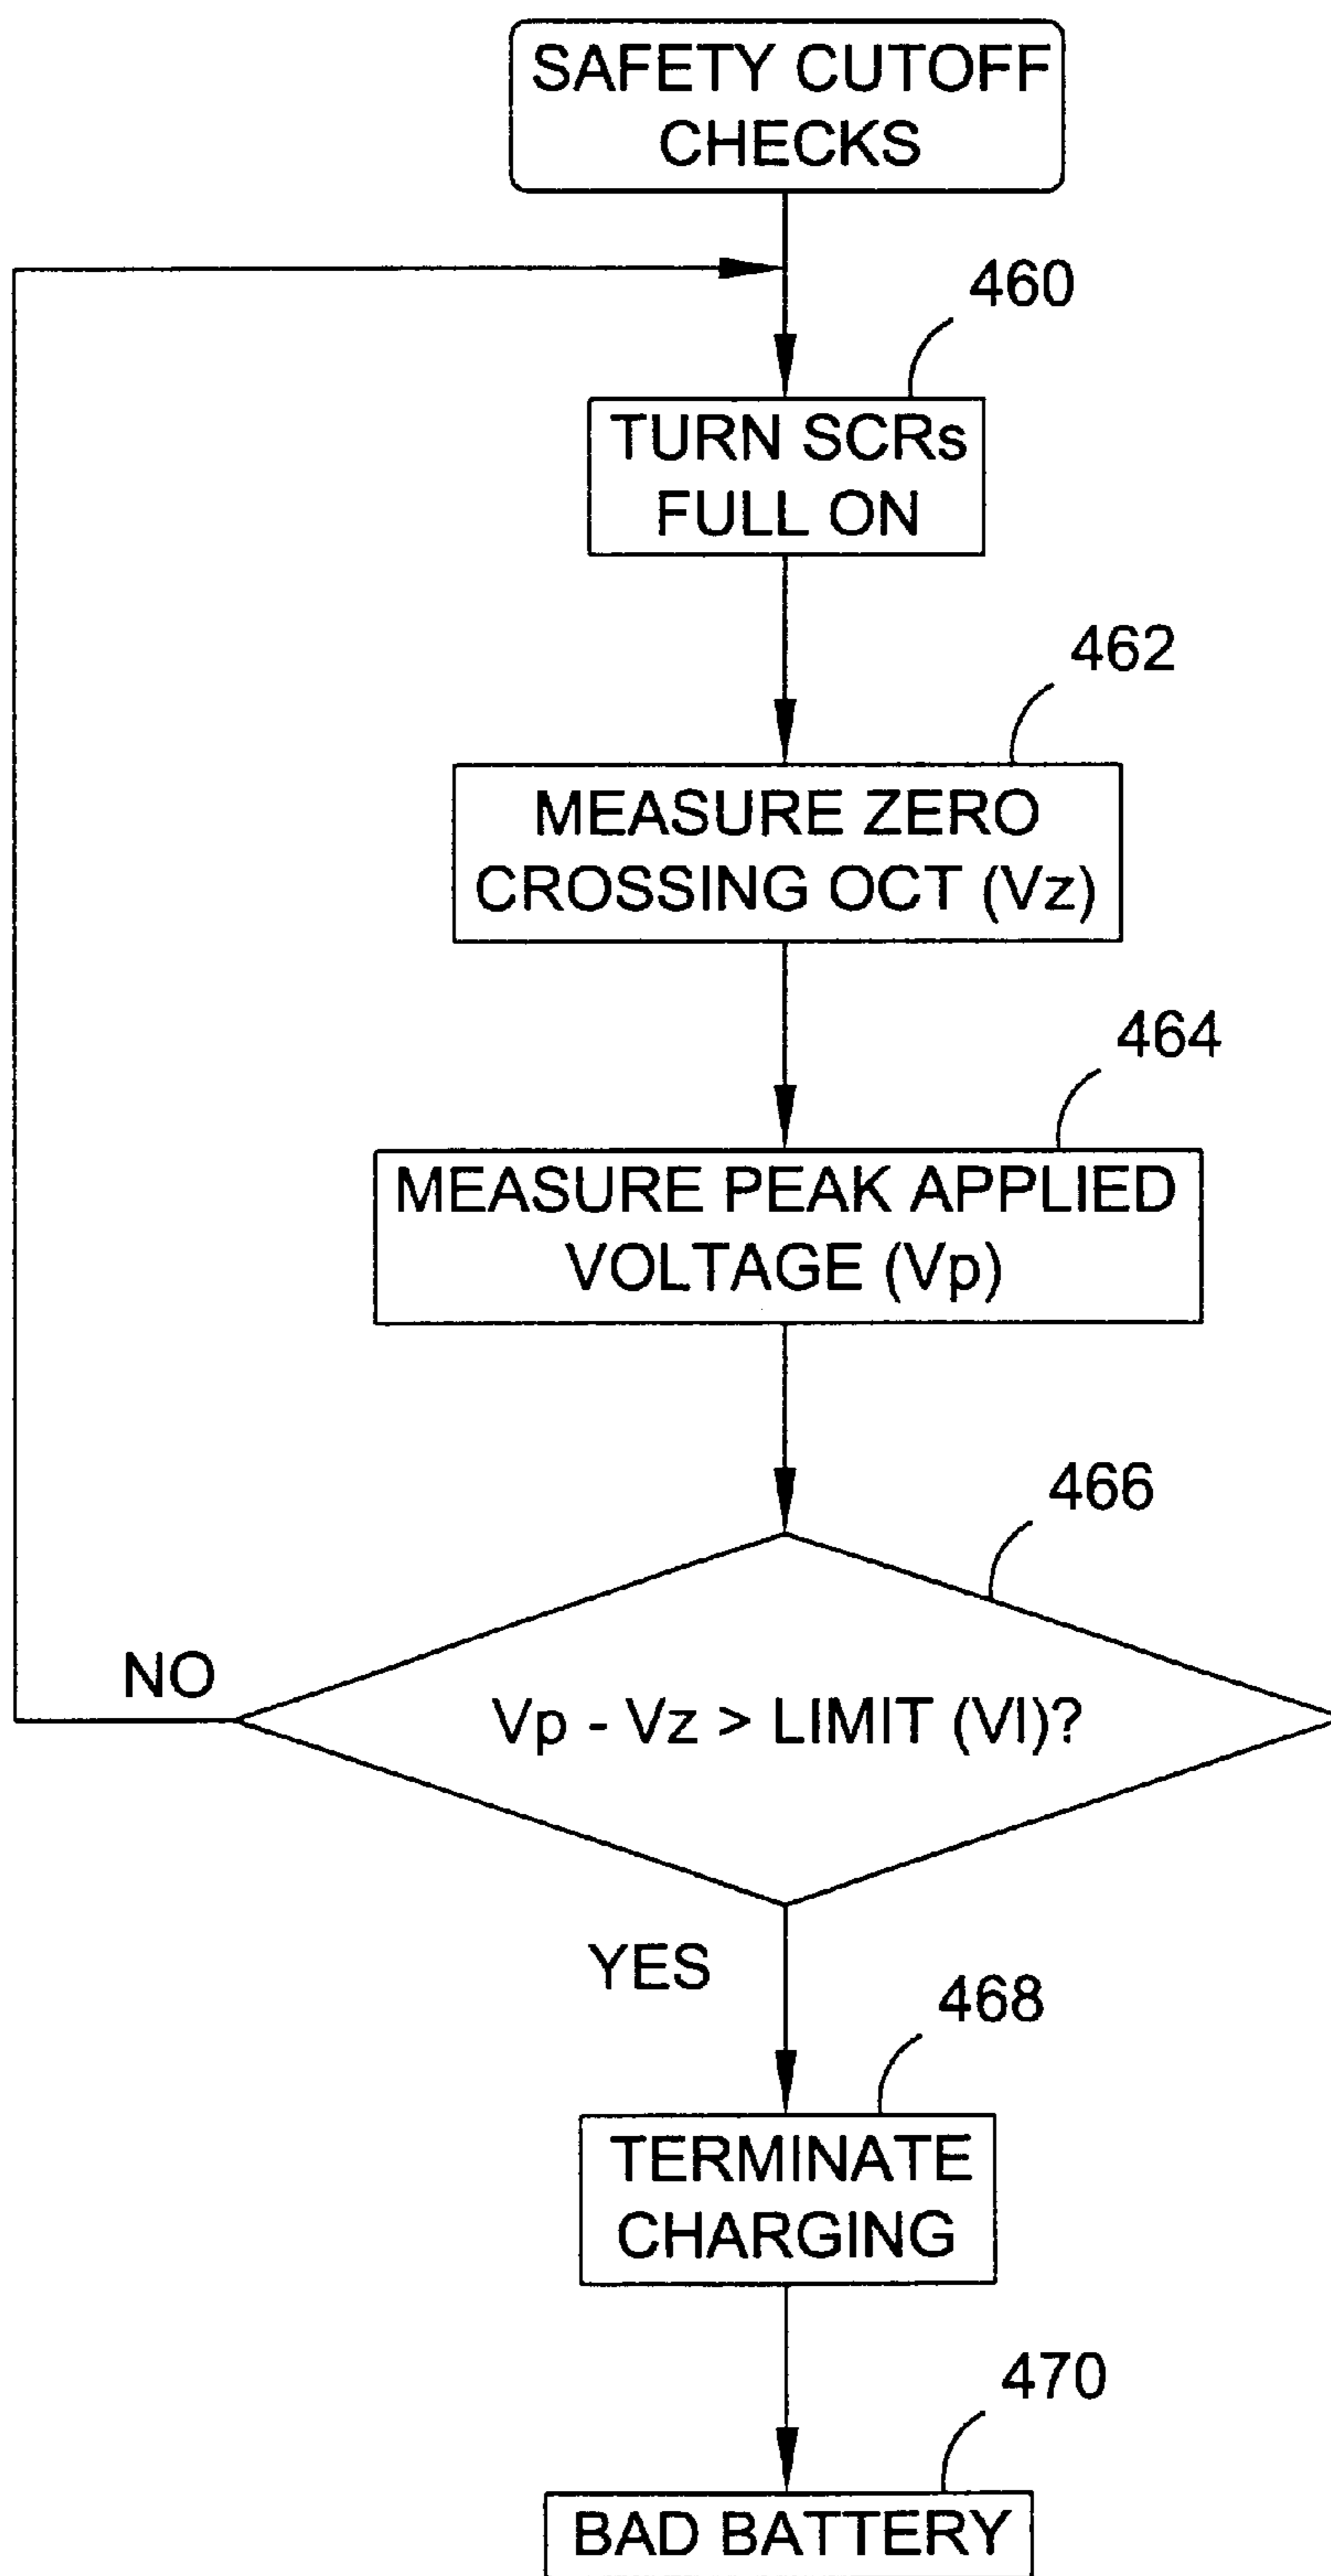 SAFETY CUTOFF
CHECKS
460
TURN SCRs
FULL ON
462
MEASURE ZERO
CROSSING OCT (Vz)
464
MEASURE PEAK APPLIED
VOLTAGE (Vp)
466
NO
Vp - Vz > LIMIT (Vl)?
YES
468
TERMINATE
CHARGING
470
BAD BATTERY